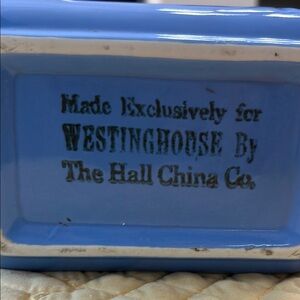 Made Exclusively for
WESTINGHOUSE By
The Hall China Co.